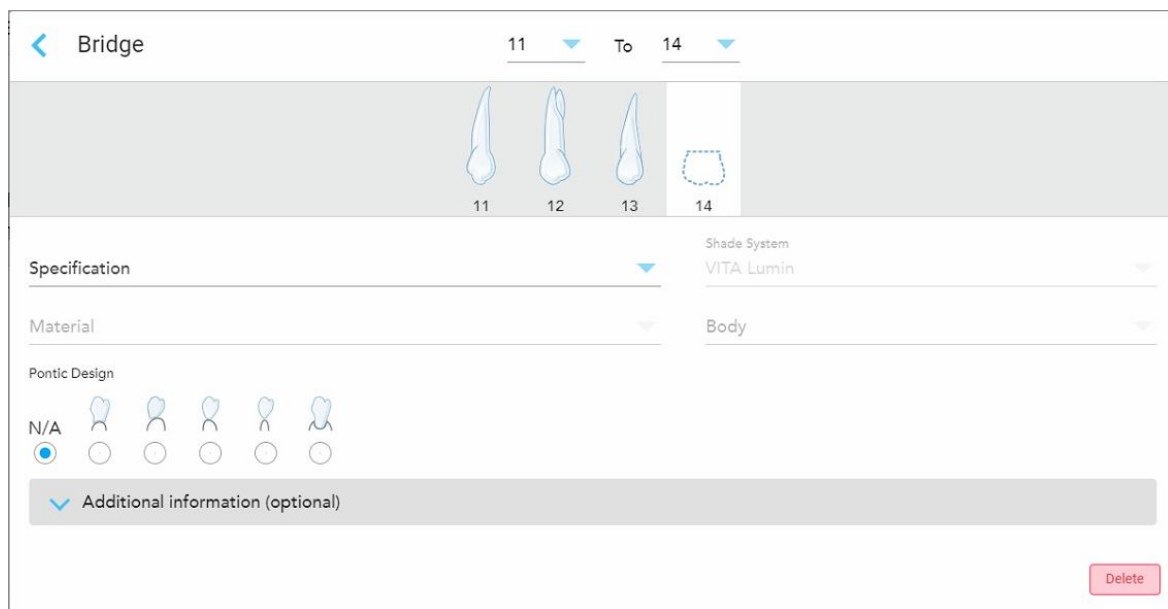 Bridge
11 To 14
11 12 13 14
Specification
Shade System
VITA Lumin
Material
Body
Pontic Design
N/A
Additional information (optional)
Delete